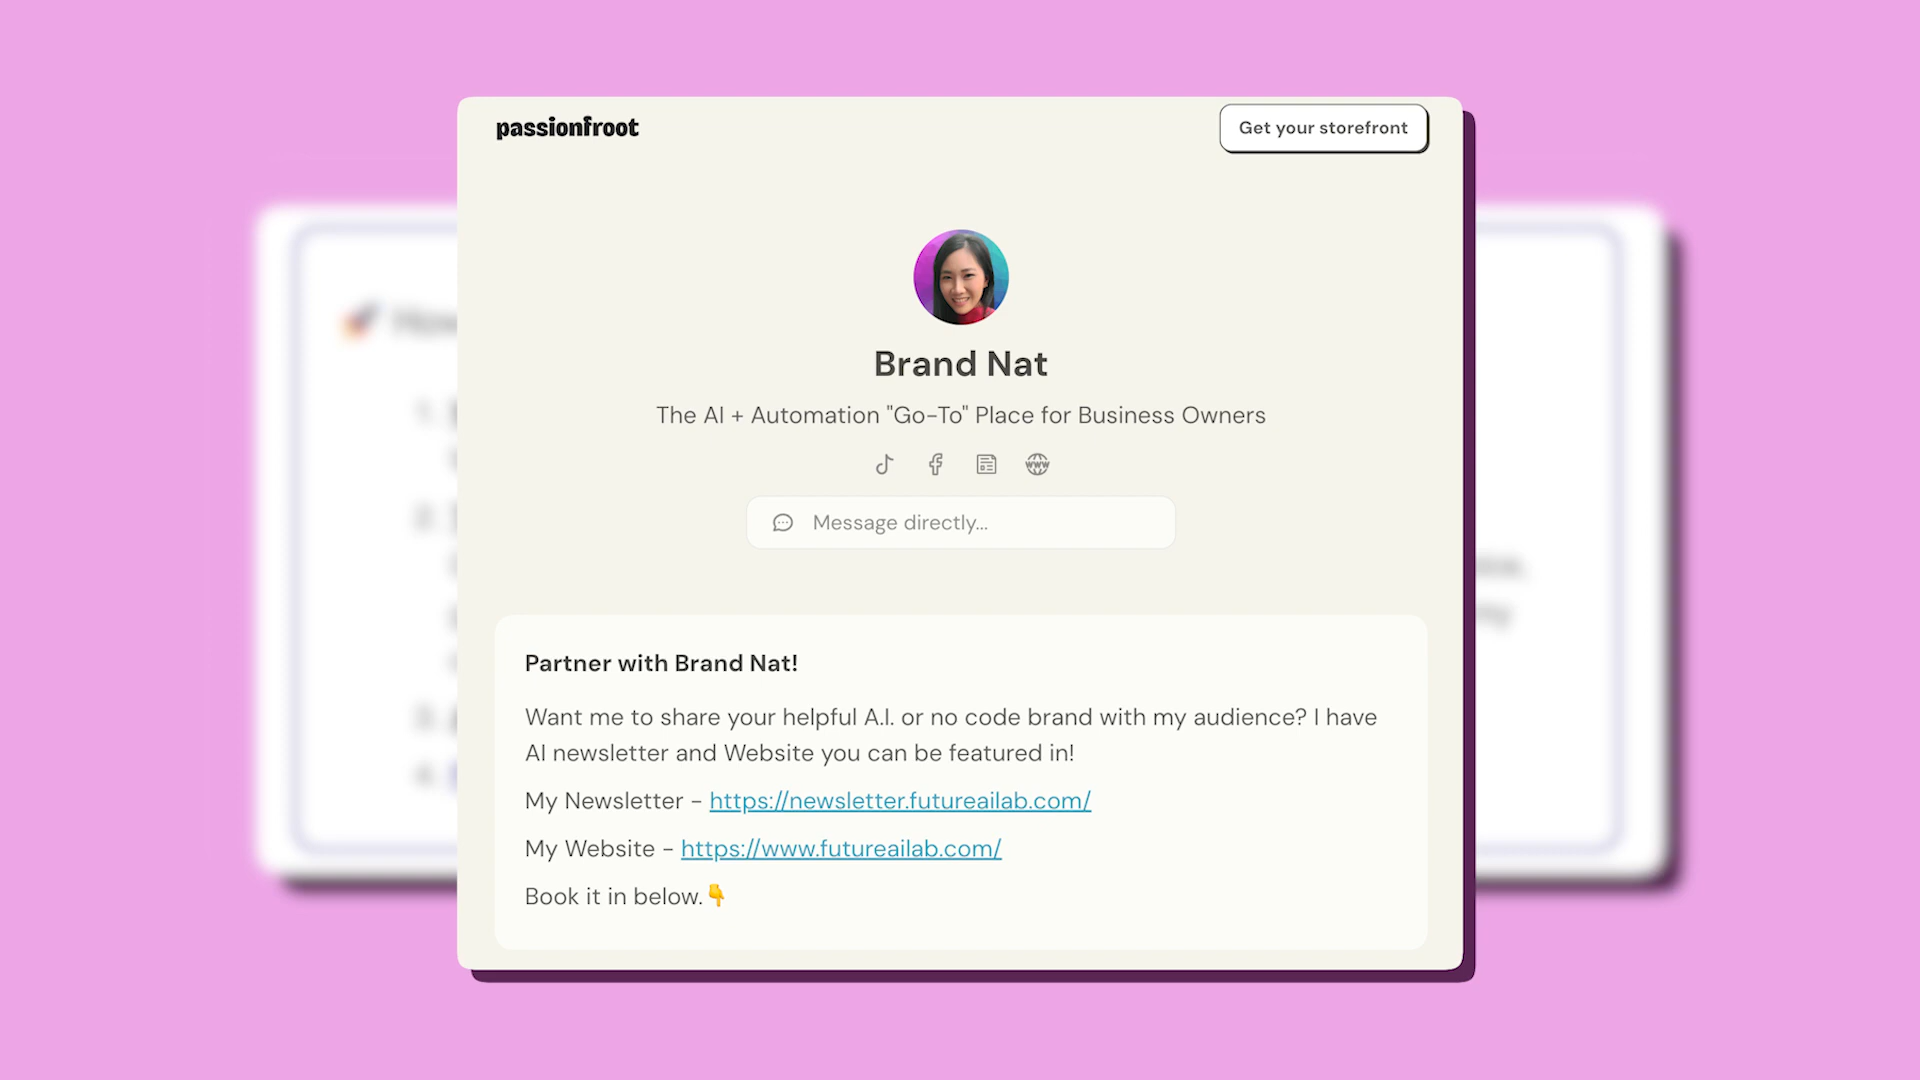 passionfroot
Get your storefront
Brand Nat
The AI + Automation "Go-To" Place for Business Owners
www
Message directly...
Partner with Brand Nat!
Want me to share your helpful A.I. or no code brand with my audience? I have
AI newsletter and Website you can be featured in!
My Newsletter - https://newsletter.futureailab.com/
My Website - https://www.futureailab.com/
Book it in below.👇